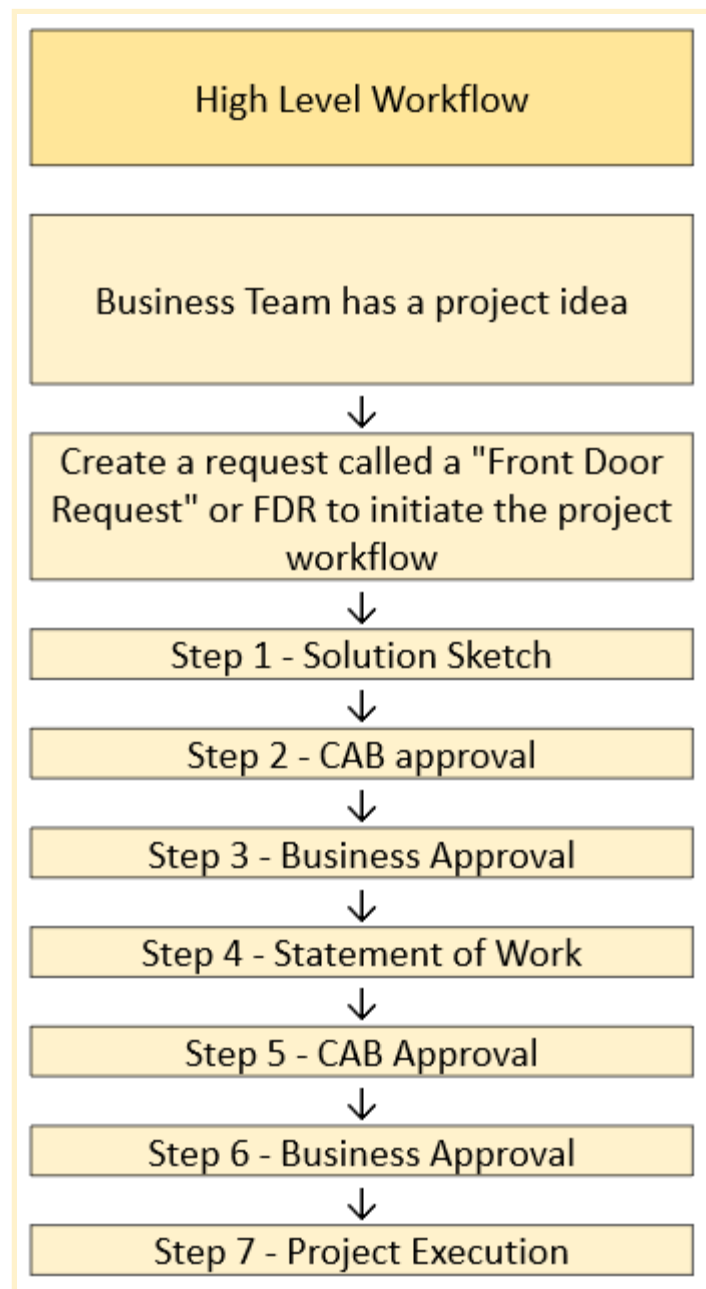 High Level Workflow
Business Team has a project idea
↓
Create a request called a "Front Door
Request" or FDR to initiate the project
workflow
↓
Step 1 - Solution Sketch
↓
Step 2 - CAB approval
↓
Step 3 - Business Approval
↓
Step 4 - Statement of Work
↓
Step 5 - CAB Approval
↓
Step 6 - Business Approval
↓
Step 7 - Project Execution